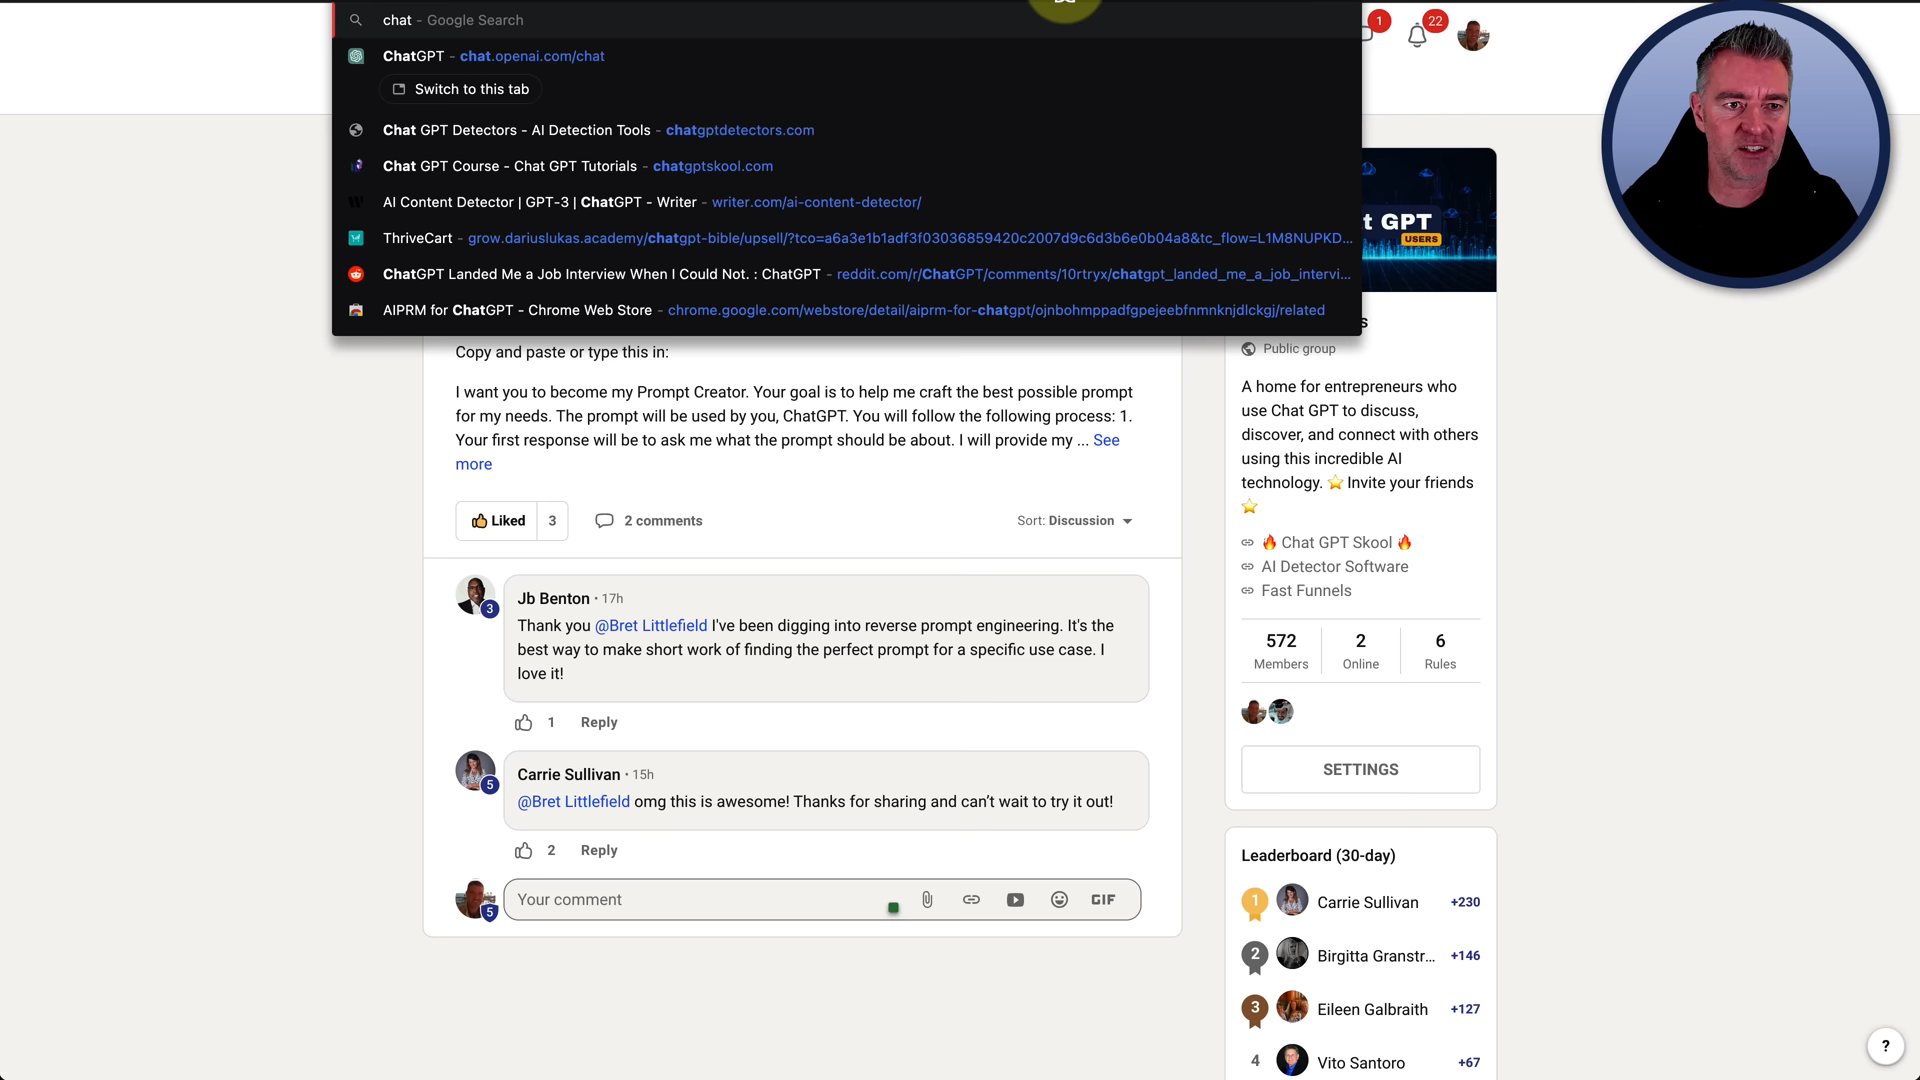 chat - Google Search
ChatGPT - chat.openai.com/chat
Switch to this tab
Chat GPT Detectors - AI Detection Tools - chatgptdetectors.com
Chat GPT Course - Chat GPT Tutorials - chatgptskool.com
AI Content Detector | GPT-3 | ChatGPT - Writer - writer.com/ai-content-detector/
ThriveCart - grow.dariuslukas.academy/chatgpt-bible/upsell/?tco=a6a3e1b1adf3f03036859420c2007d9c6d3b6e0b04a8&tc_flow=L1M8NUPKD...
ChatGPT Landed Me a Job Interview When I Could Not. : ChatGPT - reddit.com/r/ChatGPT/comments/10rtryx/chatgpt_landed_me_a_job_intervi...
AIPRM for ChatGPT - Chrome Web Store - chrome.google.com/webstore/detail/aiprm-for-chatgpt/ojnbohmppadfgpejeebfnmnknjdlckgj/related
1
22
Copy and paste or type this in:
I want you to become my Prompt Creator. Your goal is to help me craft the best possible prompt
for my needs. The prompt will be used by you, ChatGPT. You will follow the following process: 1.
Your first response will be to ask me what the prompt should be about. I will provide my ... See
more
Liked 3
2 comments
Sort: Discussion
3
Jb Benton • 17h
Thank you @Bret Littlefield I've been digging into reverse prompt engineering. It's the
best way to make short work of finding the perfect prompt for a specific use case. I
love it!
1 Reply
5
Carrie Sullivan • 15h
@Bret Littlefield omg this is awesome! Thanks for sharing and can't wait to try it out!
2 Reply
5
Your comment
GIF
t GPT
USERS
s
Public group
A home for entrepreneurs who
use Chat GPT to discuss,
discover, and connect with others
using this incredible AI
technology. ⭐ Invite your friends
⭐
🔥 Chat GPT Skool 🔥
AI Detector Software
Fast Funnels
572 2 6
Members Online Rules
SETTINGS
Leaderboard (30-day)
1 Carrie Sullivan +230
2 Birgitta Granstr... +146
3 Eileen Galbraith +127
4 Vito Santoro +67
?